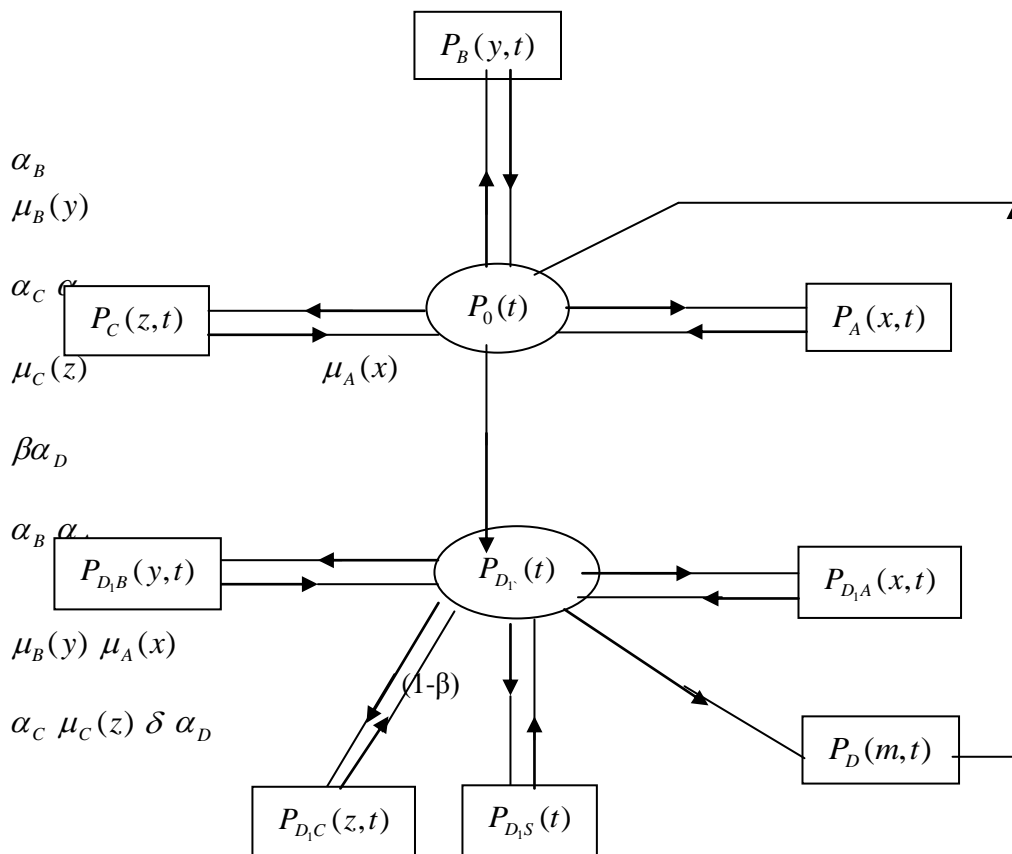 P_B(y,t)
α_B
μ_B(y)
α_C
P_C(z,t) P_0(t) P_A(x,t)
μ_C(z) μ_A(x)
βα_D
α_B
P_{D_1B}(y,t) P_{D_1`}(t) P_{D_1A}(x,t)
μ_B(y) μ_A(x)
(1-β)
α_C μ_C(z) δ α_D
P_D(m,t)
P_{D_1C}(z,t) P_{D_1S}(t)